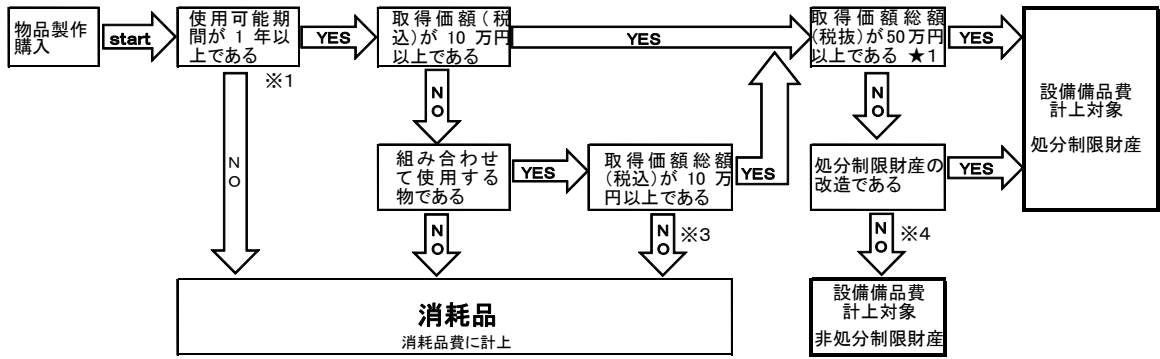 物品製作
購入
start
使用可能期
間が 1 年以
上である
※1
YES
取得価額(税
込)が 10 万円
以上である
YES
取得価額総額
(税抜)が50万円
以上である ★1
YES
設備備品費
計上対象
処分制限財産
NO
NO
NO
組み合わせ
て使用する
物である
YES
取得価額総額
(税込)が 10 万
円以上である
YES
処分制限財産の
改造である
YES
NO
NO
※3
NO
※4
消耗品
消耗品費に計上
設備備品費
計上対象
非処分制限財産